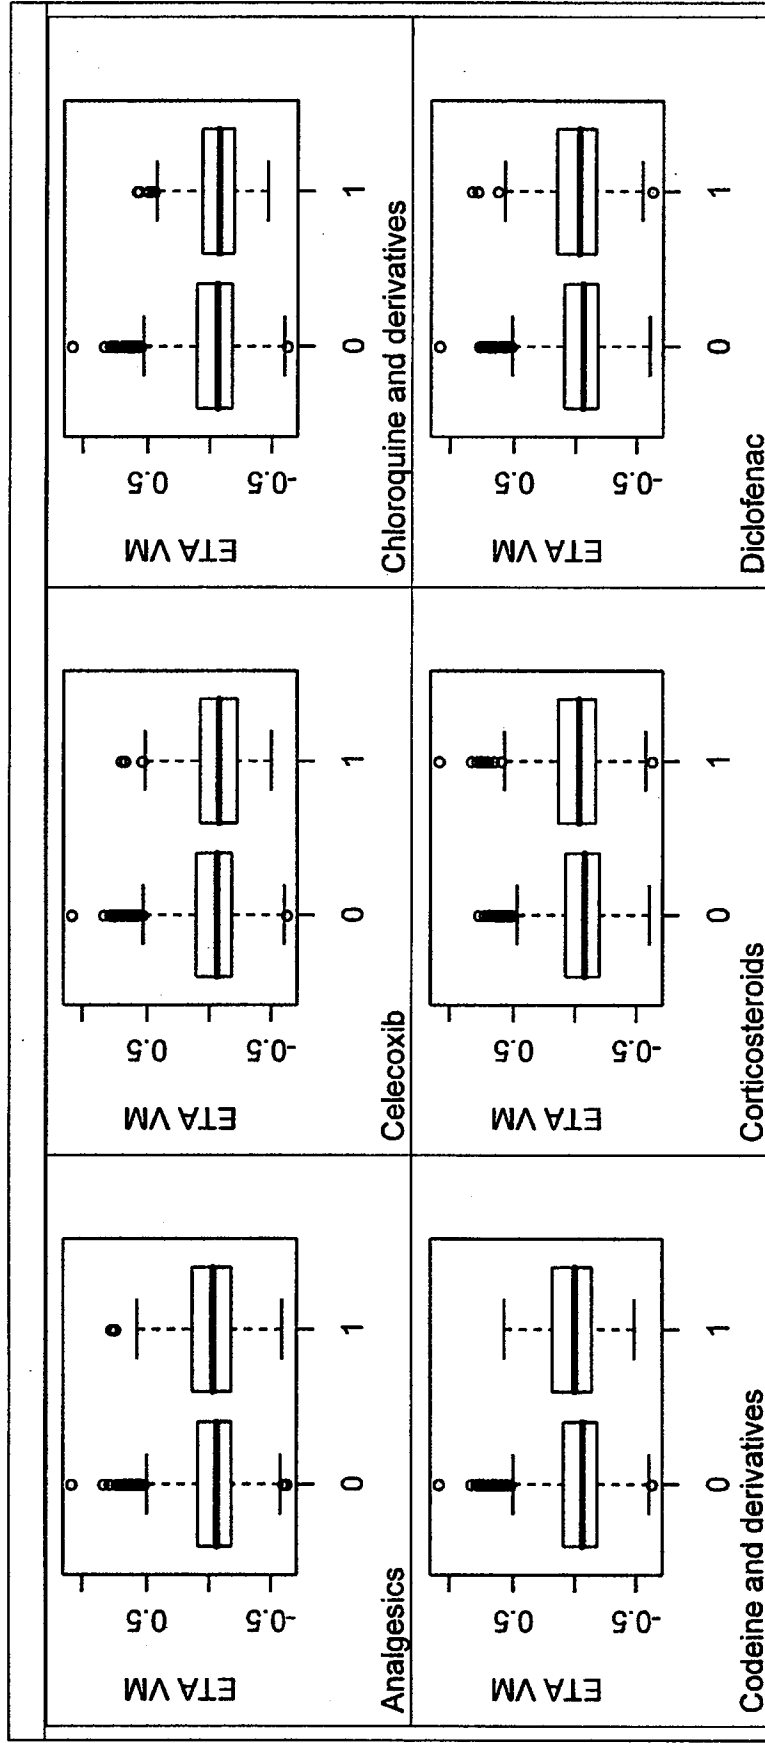 ETA VM
0.5
-0.5
0 1
Analgesics
ETA VM
0.5
-0.5
0 1
Celecoxib
ETA VM
0.5
-0.5
0 1
Chloroquine and derivatives
ETA VM
0.5
-0.5
0 1
Codeine and derivatives
ETA VM
0.5
-0.5
0 1
Corticosteroids
ETA VM
0.5
-0.5
0 1
Diclofenac